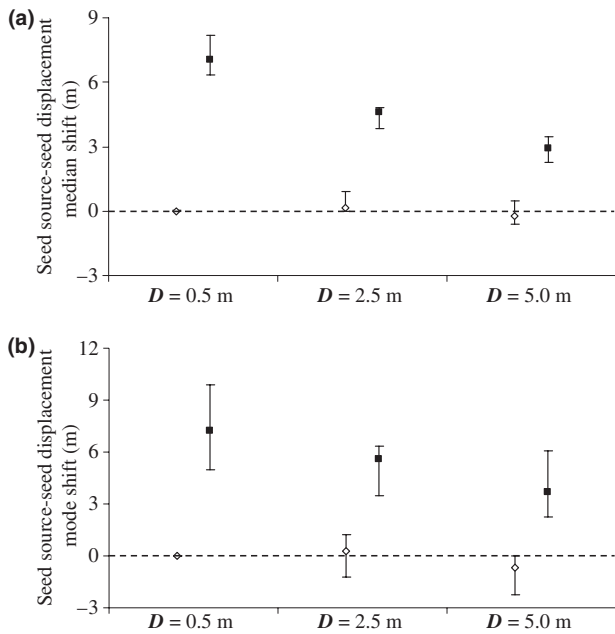 (a)
Seed source-seed displacement
median shift (m)
9
6
3
0
–3
D = 0.5 m
D = 2.5 m
D = 5.0 m
(b)
Seed source-seed displacement
mode shift (m)
12
9
6
3
0
–3
D = 0.5 m
D = 2.5 m
D = 5.0 m